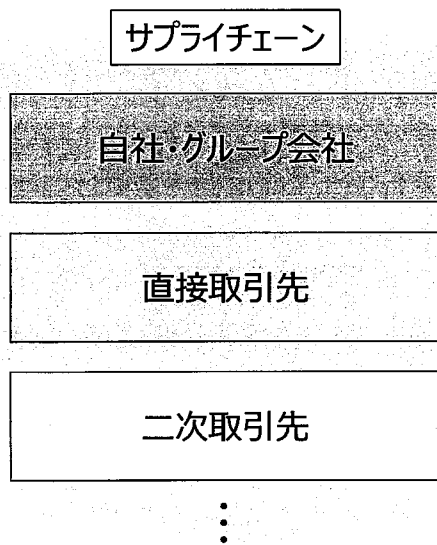 サプライチェーン
自社・グループ会社
直接取引先
二次取引先